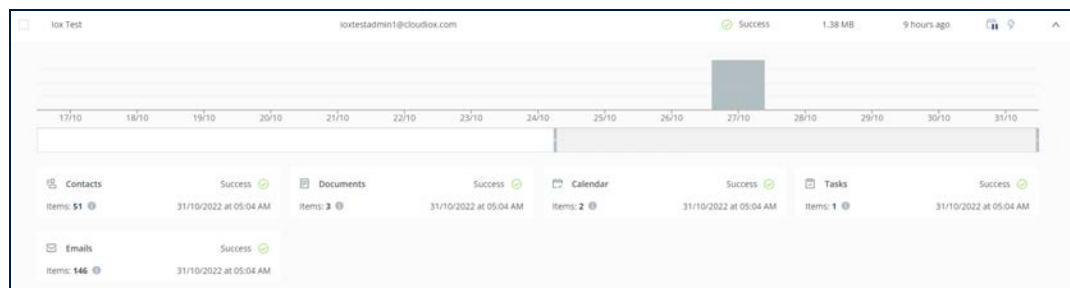 Iox Test ioxtestadmin1@cloudiox.com Success 1.38 MB 9 hours ago
17/10 18/10 19/10 20/10 21/10 22/10 23/10 24/10 25/10 26/10 27/10 28/10 29/10 30/10 31/10
Contacts Success Documents Success Calendar Success Tasks Success
Items: 51 31/10/2022 at 05:04 AM Items: 3 31/10/2022 at 05:04 AM Items: 2 31/10/2022 at 05:04 AM Items: 1 31/10/2022 at 05:04 AM
Emails Success
Items: 146 31/10/2022 at 05:04 AM